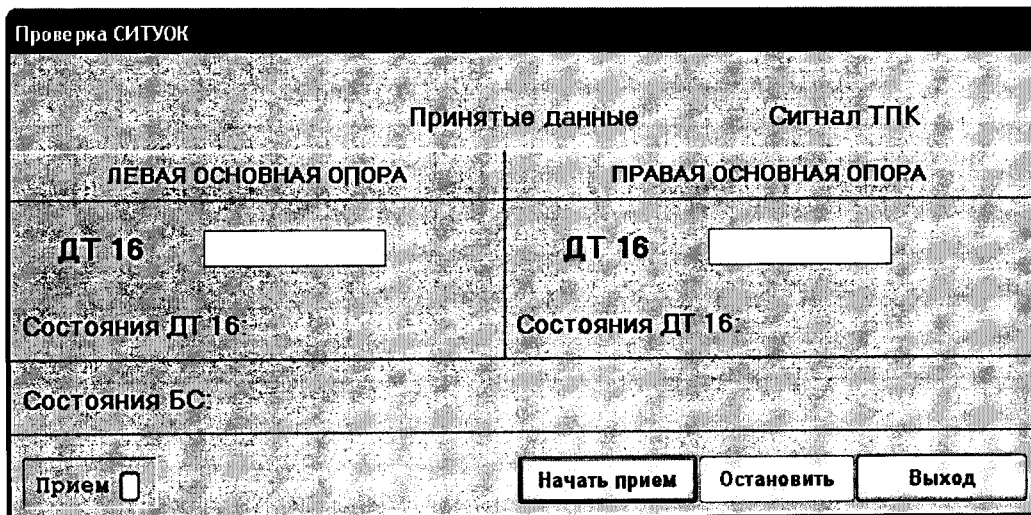 Проверка СИТУОК
Принятые данные Сигнал ТПК
ЛЕВАЯ ОСНОВНАЯ ОПОРА ПРАВАЯ ОСНОВНАЯ ОПОРА
ДТ 16 ДТ 16
Состояния ДТ 16: Состояния ДТ 16:
Состояния БС:
Прием Начать прием Остановить Выход